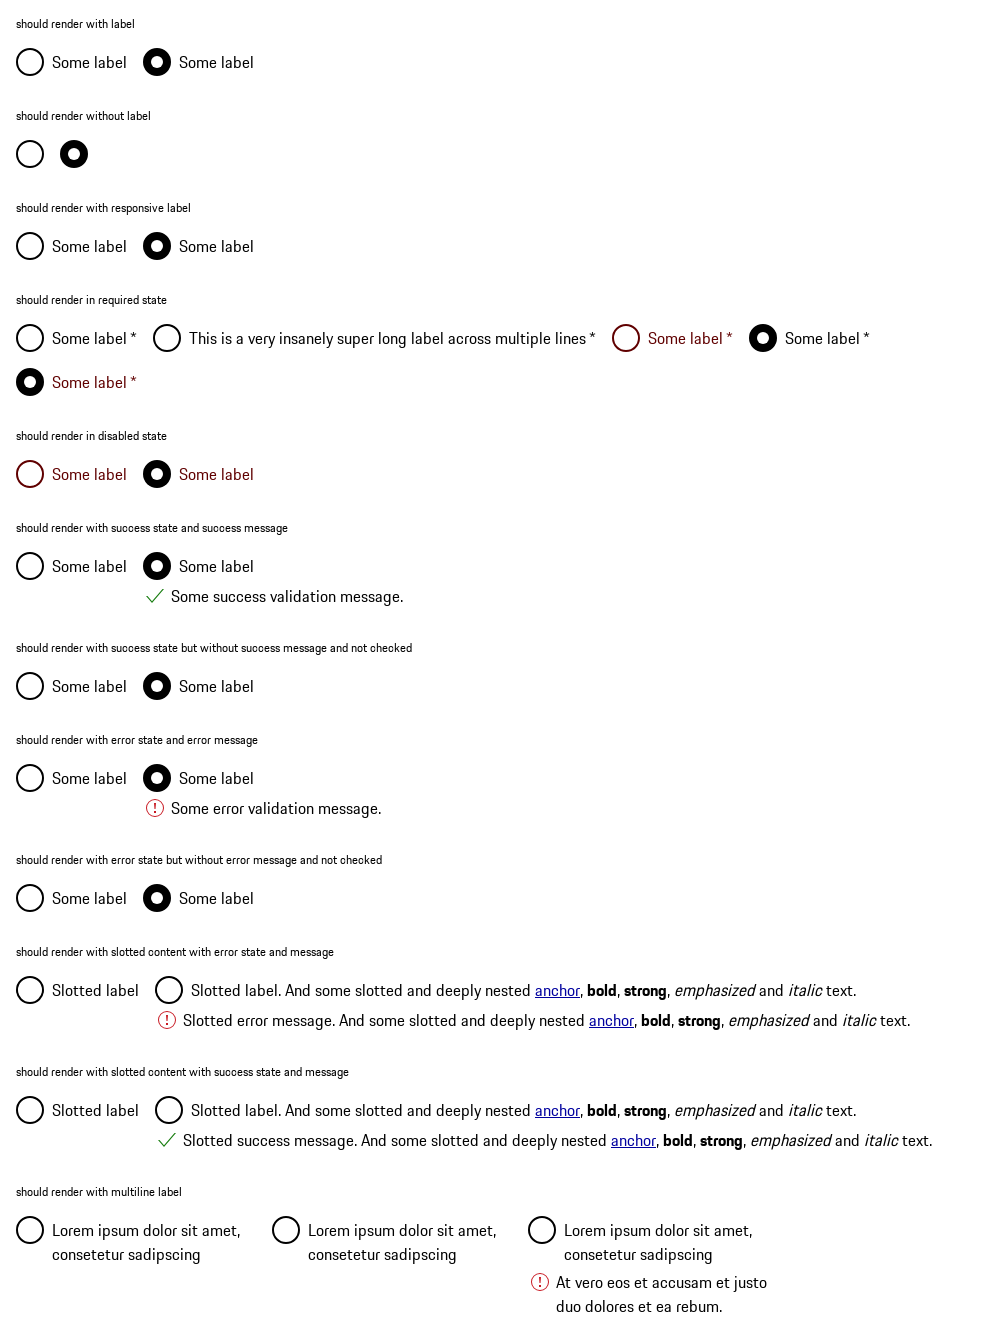 should render with label
Some label Some label
should render without label
should render with responsive label
Some label Some label
should render in required state
Some label * This is a very insanely super long label across multiple lines * Some label * Some label *
Some label *
should render in disabled state
Some label Some label
should render with success state and success message
Some label Some label
Some success validation message.
should render with success state but without success message and not checked
Some label Some label
should render with error state and error message
Some label Some label
Some error validation message.
should render with error state but without error message and not checked
Some label Some label
should render with slotted content with error state and message
Slotted label Slotted label. And some slotted and deeply nested anchor, bold, strong, emphasized and italic text.
Slotted error message. And some slotted and deeply nested anchor, bold, strong, emphasized and italic text.
should render with slotted content with success state and message
Slotted label Slotted label. And some slotted and deeply nested anchor, bold, strong, emphasized and italic text.
Slotted success message. And some slotted and deeply nested anchor, bold, strong, emphasized and italic text.
should render with multiline label
Lorem ipsum dolor sit amet,
consetetur sadipscing
Lorem ipsum dolor sit amet,
consetetur sadipscing
Lorem ipsum dolor sit amet,
consetetur sadipscing
At vero eos et accusam et justo
duo dolores et ea rebum.